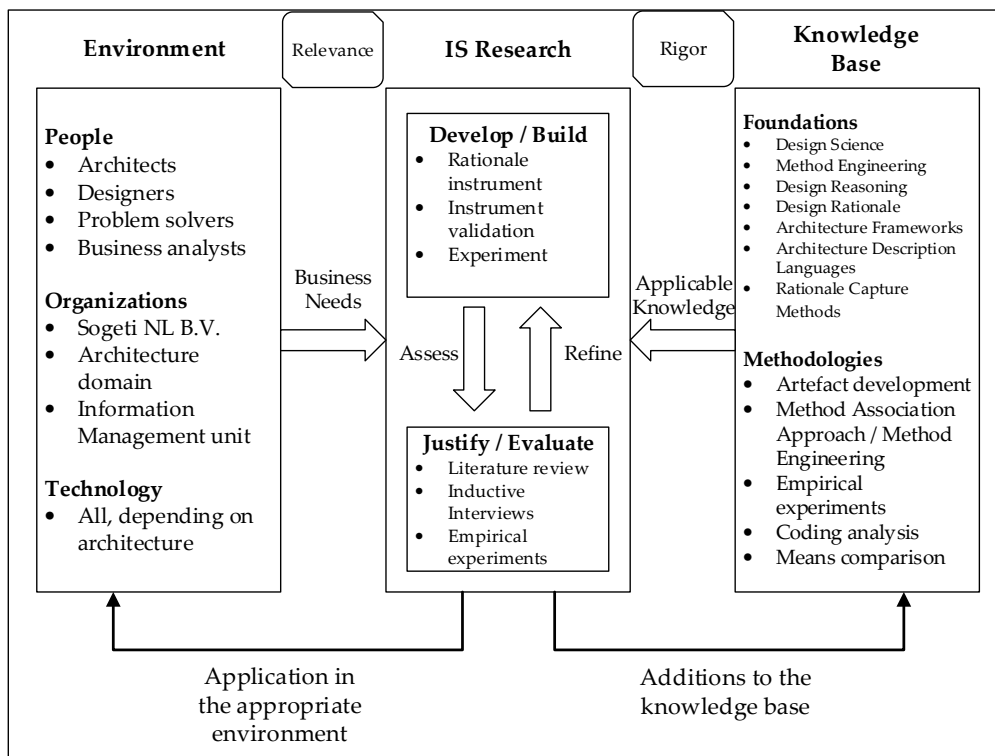 Environment
People
• Architects
• Designers
• Problem solvers
• Business analysts
Organizations
• Sogeti NL B.V.
• Architecture
domain
• Information
Management unit
Technology
• All, depending on
architecture
Relevance
Business
Needs
IS Research
Develop / Build
• Rationale
instrument
• Instrument
validation
• Experiment
Assess
Refine
Justify / Evaluate
• Literature review
• Inductive
Interviews
• Empirical
experiments
Rigor
Applicable
Knowledge
Knowledge
Base
Foundations
• Design Science
• Method Engineering
• Design Reasoning
• Design Rationale
• Architecture Frameworks
• Architecture Description
Languages
• Rationale Capture
Methods
Methodologies
• Artefact development
• Method Association
Approach / Method
Engineering
• Empirical
experiments
• Coding analysis
• Means comparison
Application in
the appropriate
environment
Additions to the
knowledge base